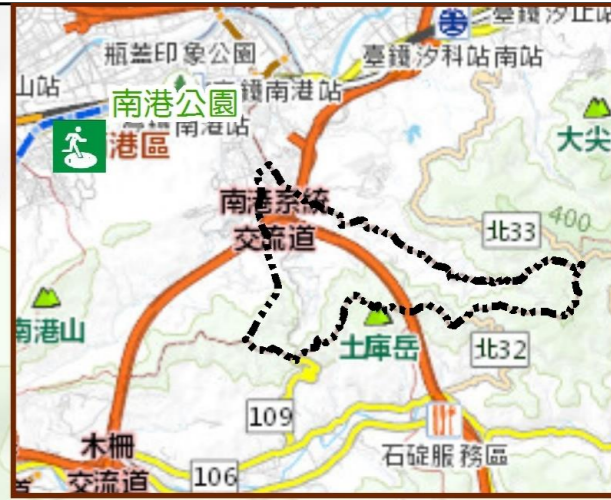 臺鐵汐止站
瓶蓋印象公園
臺鐵汐科站南站
山站
臺鐵南港站
南港公園
南港站
港區
大尖
南港系統
交流道
北33
400
南港山
土庫岳
北32
109
石碇服務區
木柵
交流道
106